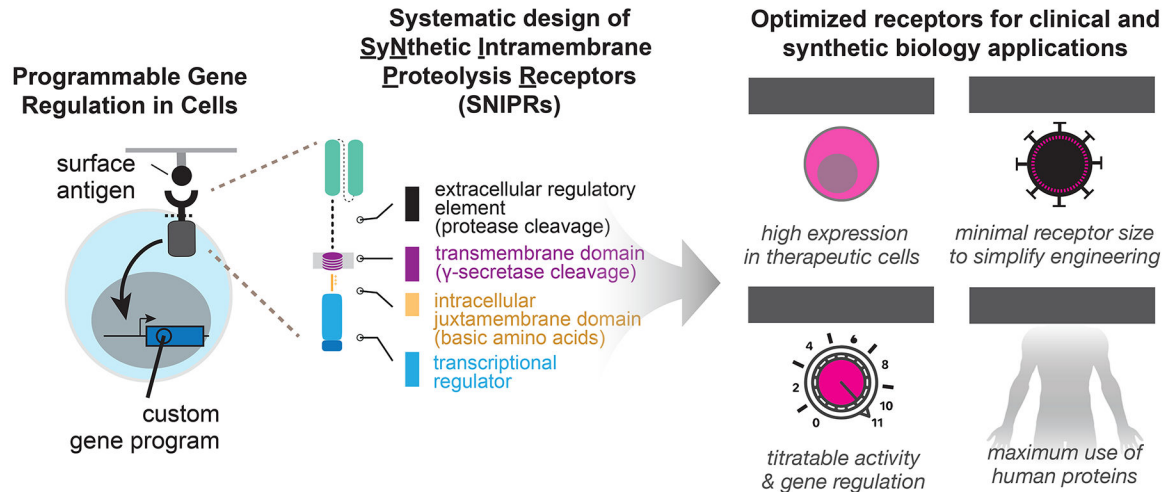 Programmable Gene
Regulation in Cells
surface
antigen
custom
gene program
Systematic design of
SyNthetic Intramembrane
Proteolysis Receptors
(SNIPRs)
extracellular regulatory
element
(protease cleavage)
transmembrane domain
(γ-secretase cleavage)
intracellular
juxtamembrane domain
(basic amino acids)
transcriptional
regulator
Optimized receptors for clinical and
synthetic biology applications
high expression
in therapeutic cells
minimal receptor size
to simplify engineering
0
2
4
6
8
10
11
titratable activity
& gene regulation
maximum use of
human proteins